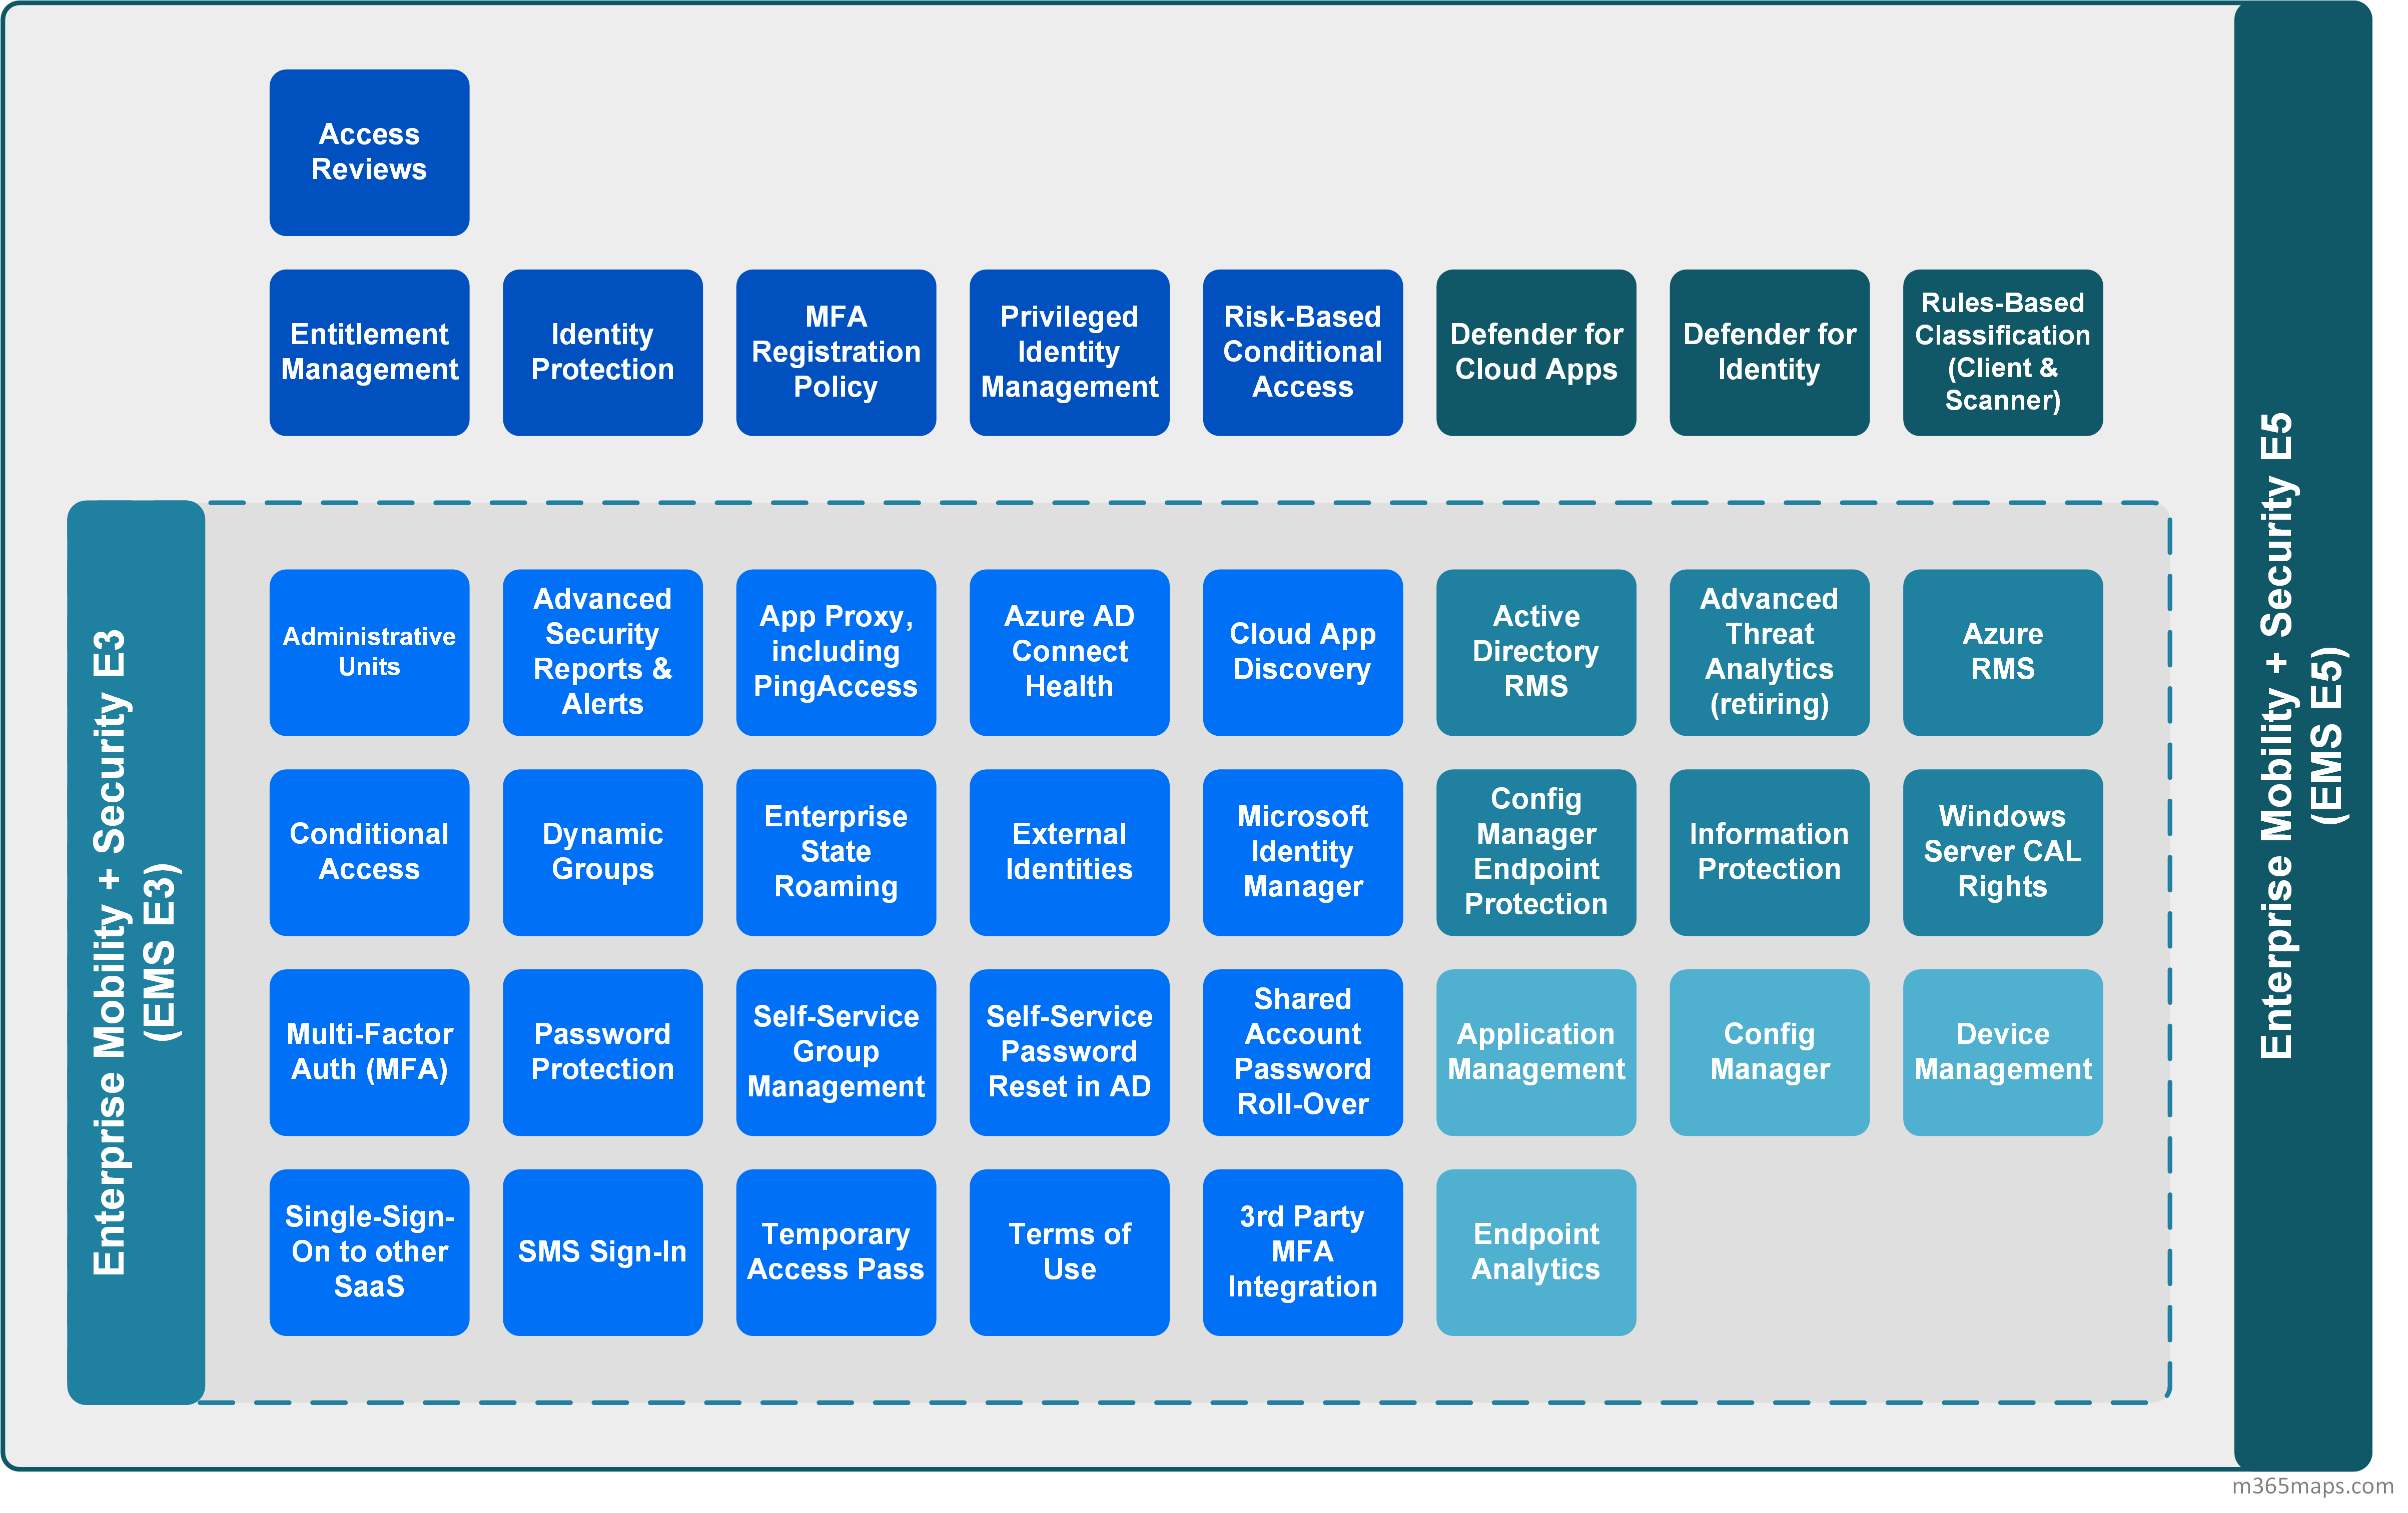 Access
Reviews
Entitlement
Management
Identity
Protection
MFA
Registration
Policy
Privileged
Identity
Management
Risk-Based
Conditional
Access
Defender for
Cloud Apps
Defender for
Identity
Rules-Based
Classification
(Client &
Scanner)
Enterprise Mobility + Security E3
(EMS E3)
Administrative
Units
Advanced
Security
Reports &
Alerts
App Proxy,
including
PingAccess
Azure AD
Connect
Health
Cloud App
Discovery
Active
Directory
RMS
Advanced
Threat
Analytics
(retiring)
Azure
RMS
Conditional
Access
Dynamic
Groups
Enterprise
State
Roaming
External
Identities
Microsoft
Identity
Manager
Config
Manager
Endpoint
Protection
Information
Protection
Windows
Server CAL
Rights
Multi-Factor
Auth (MFA)
Password
Protection
Self-Service
Group
Management
Self-Service
Password
Reset in AD
Shared
Account
Password
Roll-Over
Application
Management
Config
Manager
Device
Management
Single-Sign-
On to other
SaaS
SMS Sign-In
Temporary
Access Pass
Terms of
Use
3rd Party
MFA
Integration
Endpoint
Analytics
Enterprise Mobility + Security E5
(EMS E5)
m365maps.com